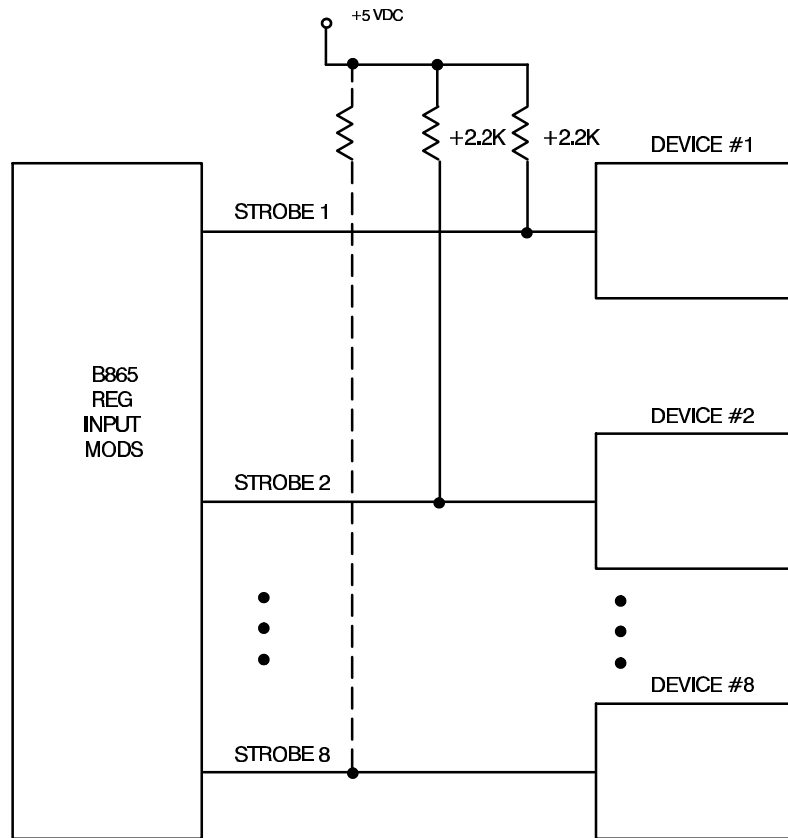 +5 VDC
+2.2K
+2.2K
DEVICE #1
STROBE 1
B865
REG
INPUT
MODS
DEVICE #2
STROBE 2
DEVICE #8
STROBE 8